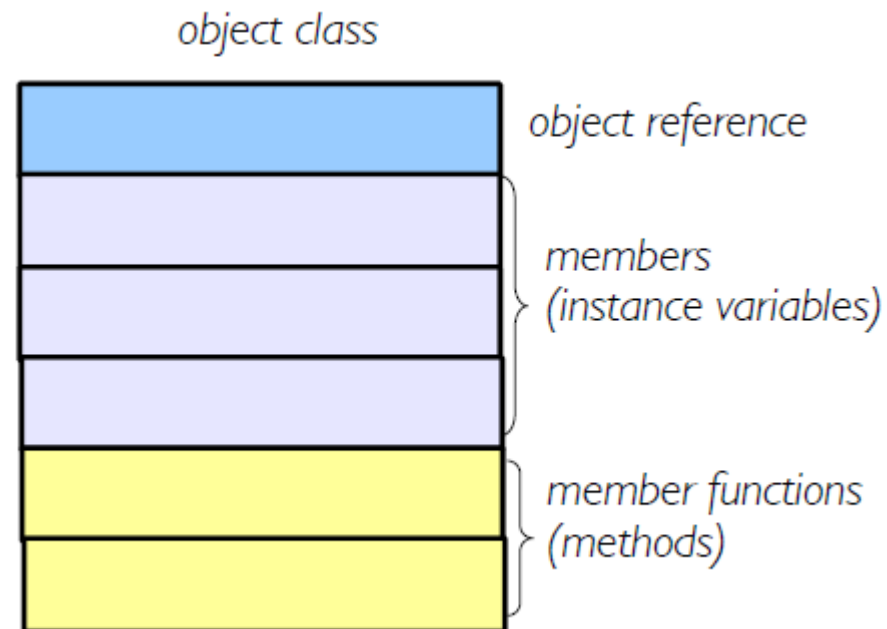 object class
object reference
members
(instance variables)
member functions
(methods)